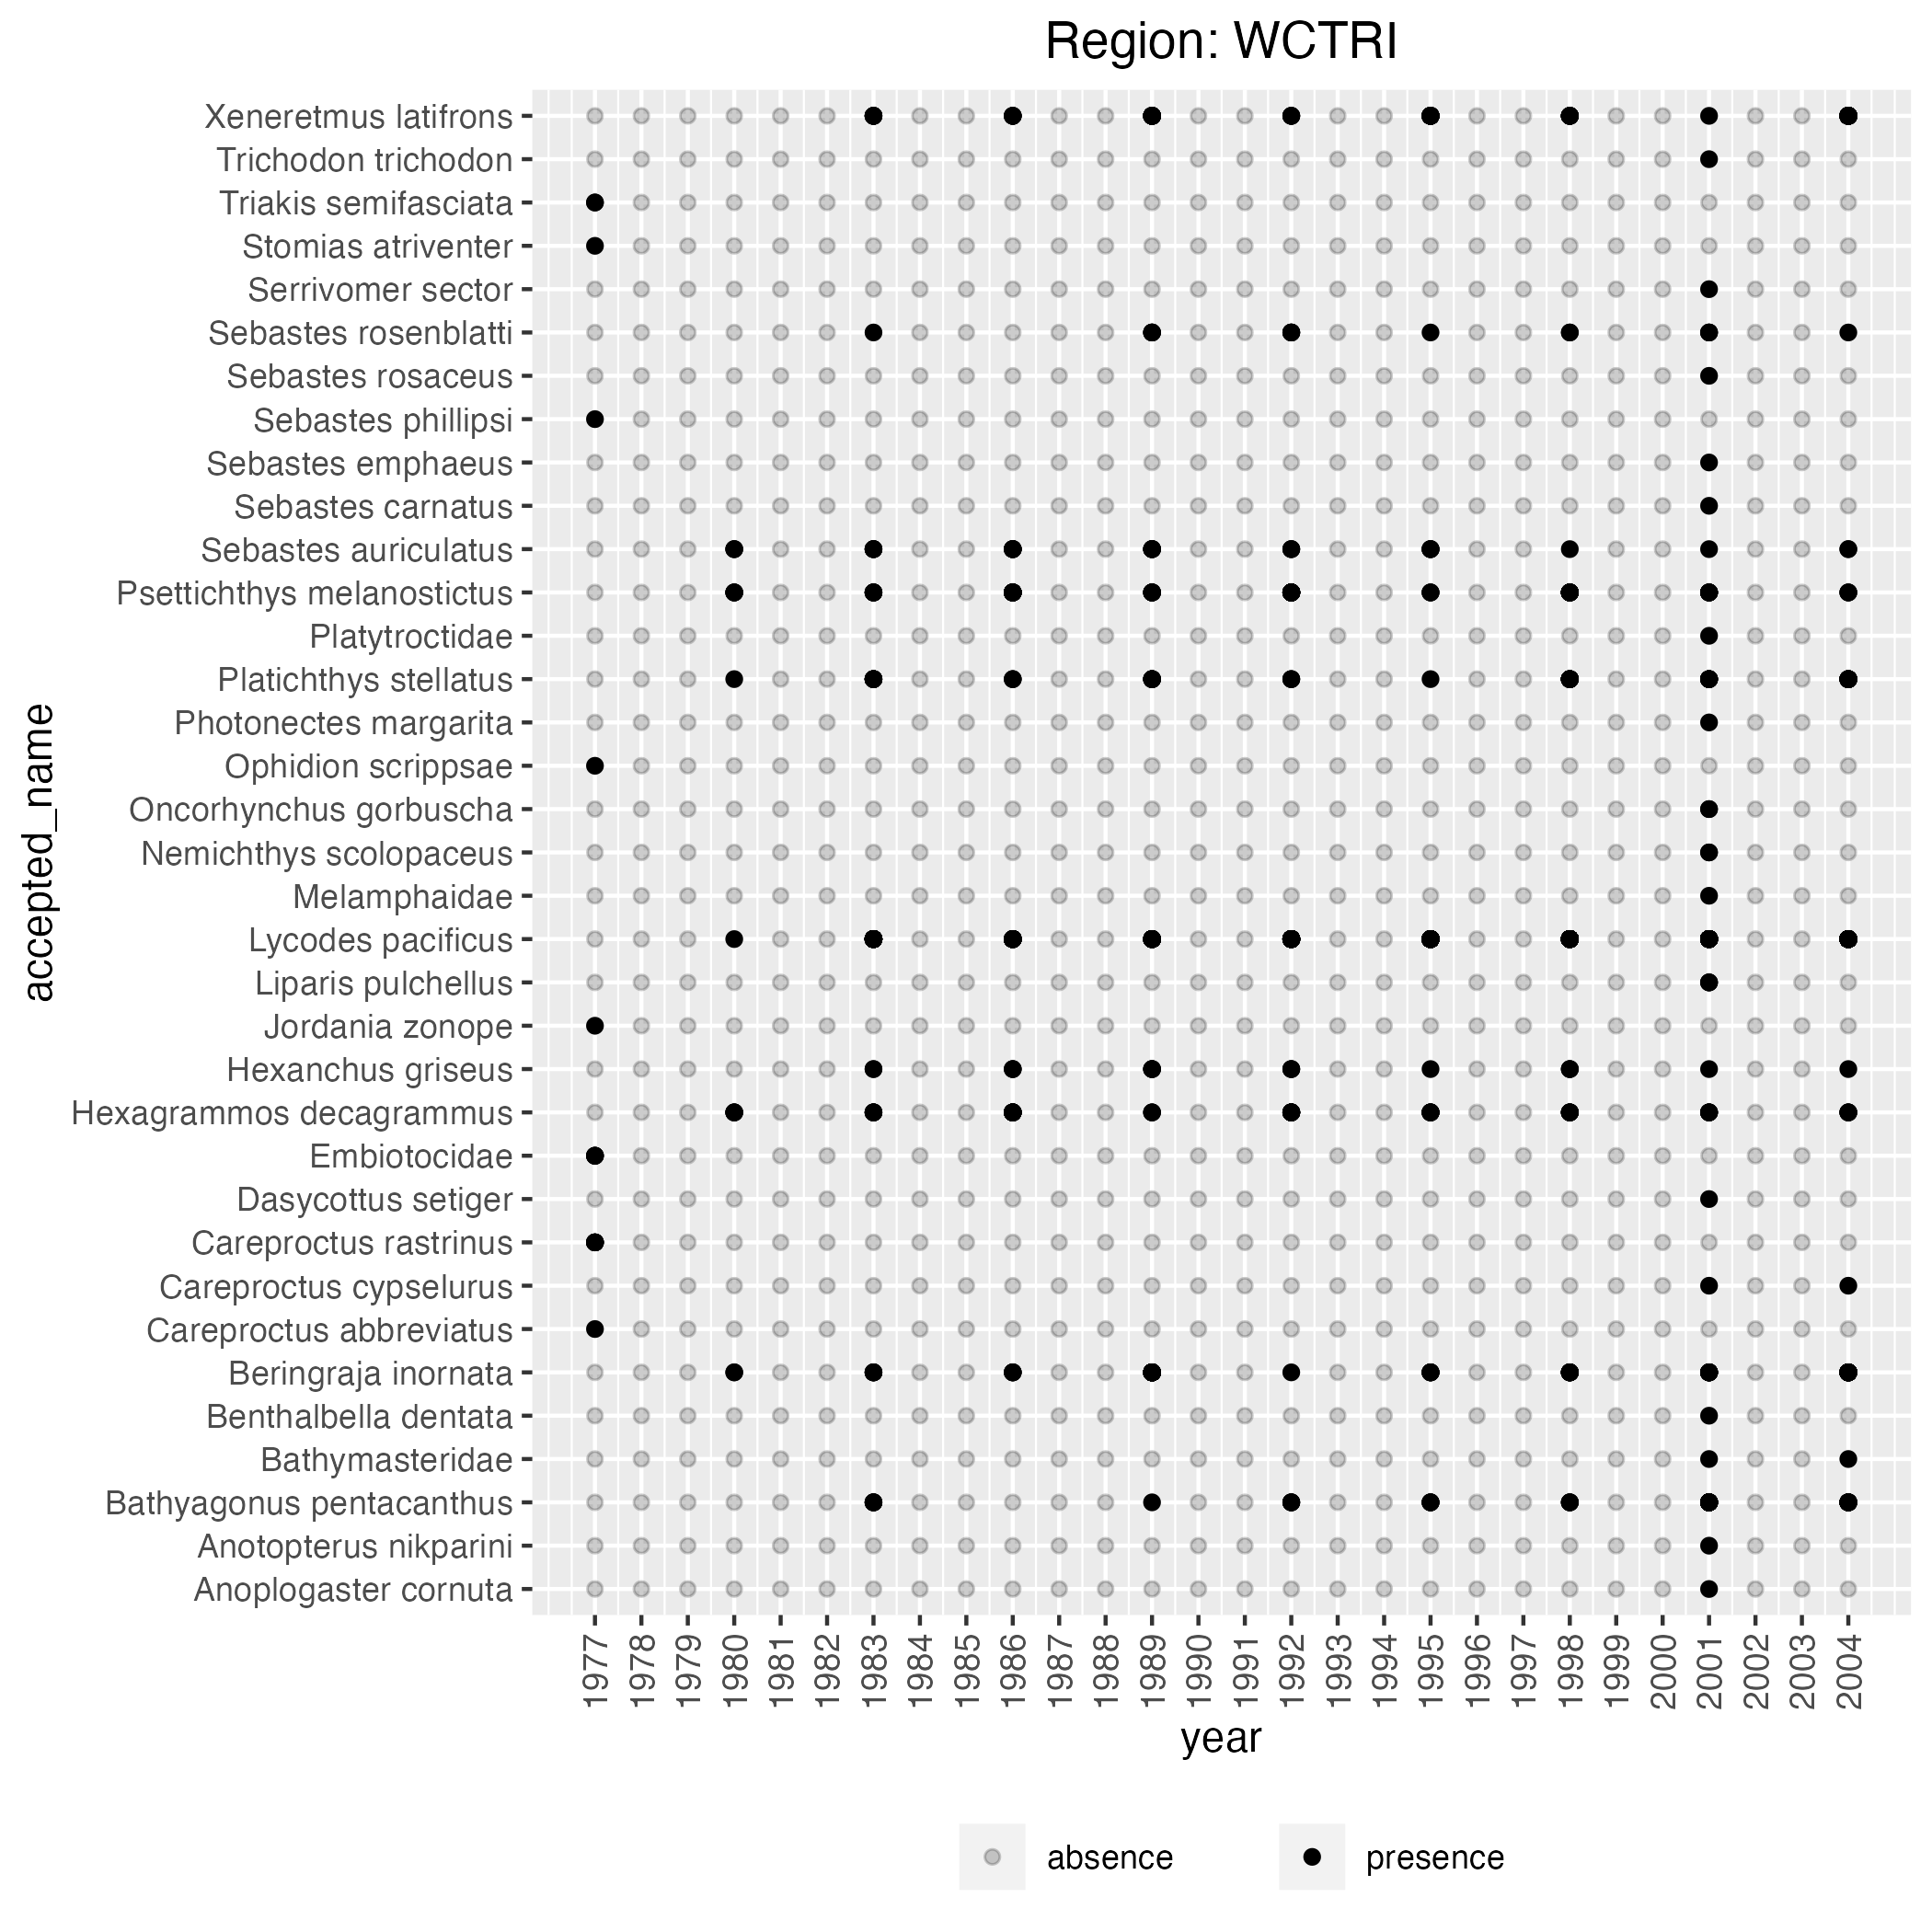 Region: WCTRI
accepted_name
Xeneretmus latifrons
Trichodon trichodon
Triakis semifasciata
Stomias atriventer
Serrivomer sector
Sebastes rosenblatti
Sebastes rosaceus
Sebastes phillipsi
Sebastes emphaeus
Sebastes carnatus
Sebastes auriculatus
Psettichthys melanostictus
Platytroctidae
Platichthys stellatus
Photonectes margarita
Ophidion scrippsae
Oncorhynchus gorbuscha
Nemichthys scolopaceus
Melamphaidae
Lycodes pacificus
Liparis pulchellus
Jordania zonope
Hexanchus griseus
Hexagrammos decagrammus
Embiotocidae
Dasycottus setiger
Careproctus rastrinus
Careproctus cypselurus
Careproctus abbreviatus
Beringraja inornata
Benthalbella dentata
Bathymasteridae
Bathyagonus pentacanthus
Anotopterus nikparini
Anoplogaster cornuta
1977 1978 1979 1980 1981 1982 1983 1984 1985 1986 1987 1988 1989 1990 1991 1992 1993 1994 1995 1996 1997 1998 1999 2000 2001 2002 2003 2004
year
absence presence